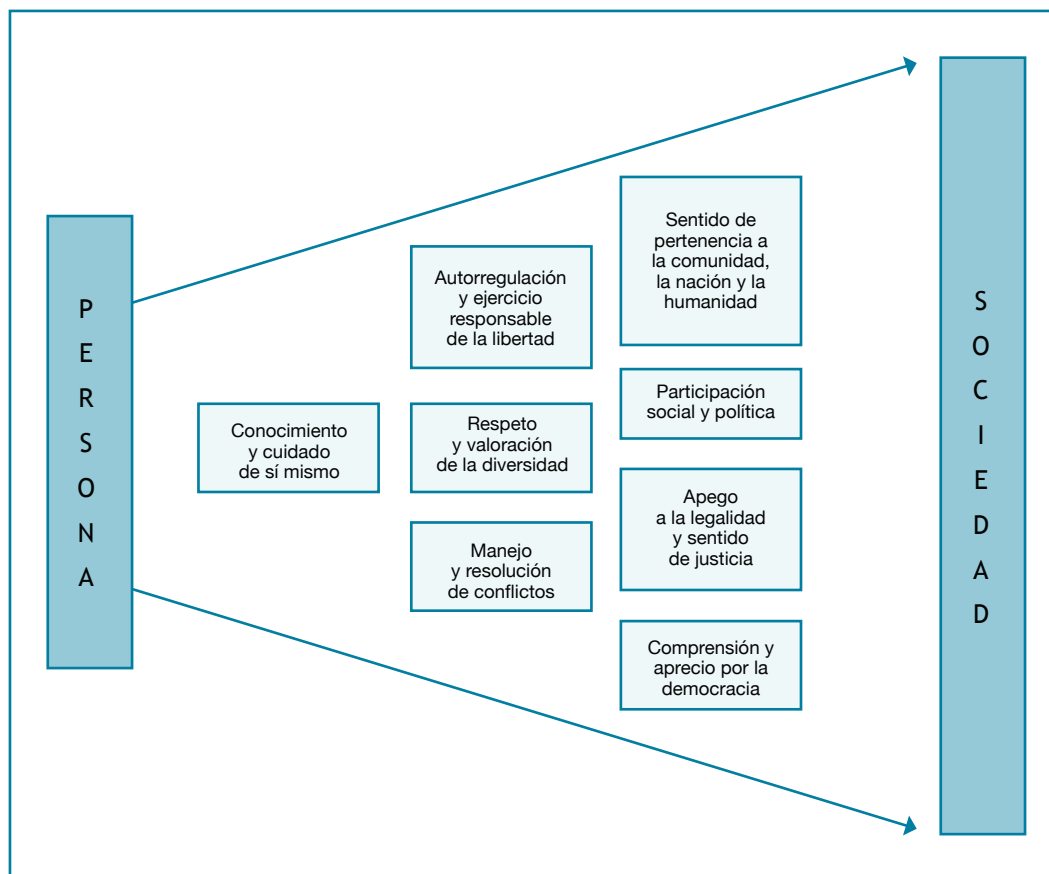 PERSONA
Conocimiento
y cuidado
de sí mismo
Autorregulación
y ejercicio
responsable
de la libertad
Respeto
y valoración
de la diversidad
Manejo
y resolución
de conflictos
Sentido de
pertenencia a
la comunidad,
la nación y la
humanidad
Participación
social y política
Apego
a la legalidad
y sentido
de justicia
Comprensión y
aprecio por la
democracia
SOCIEDAD